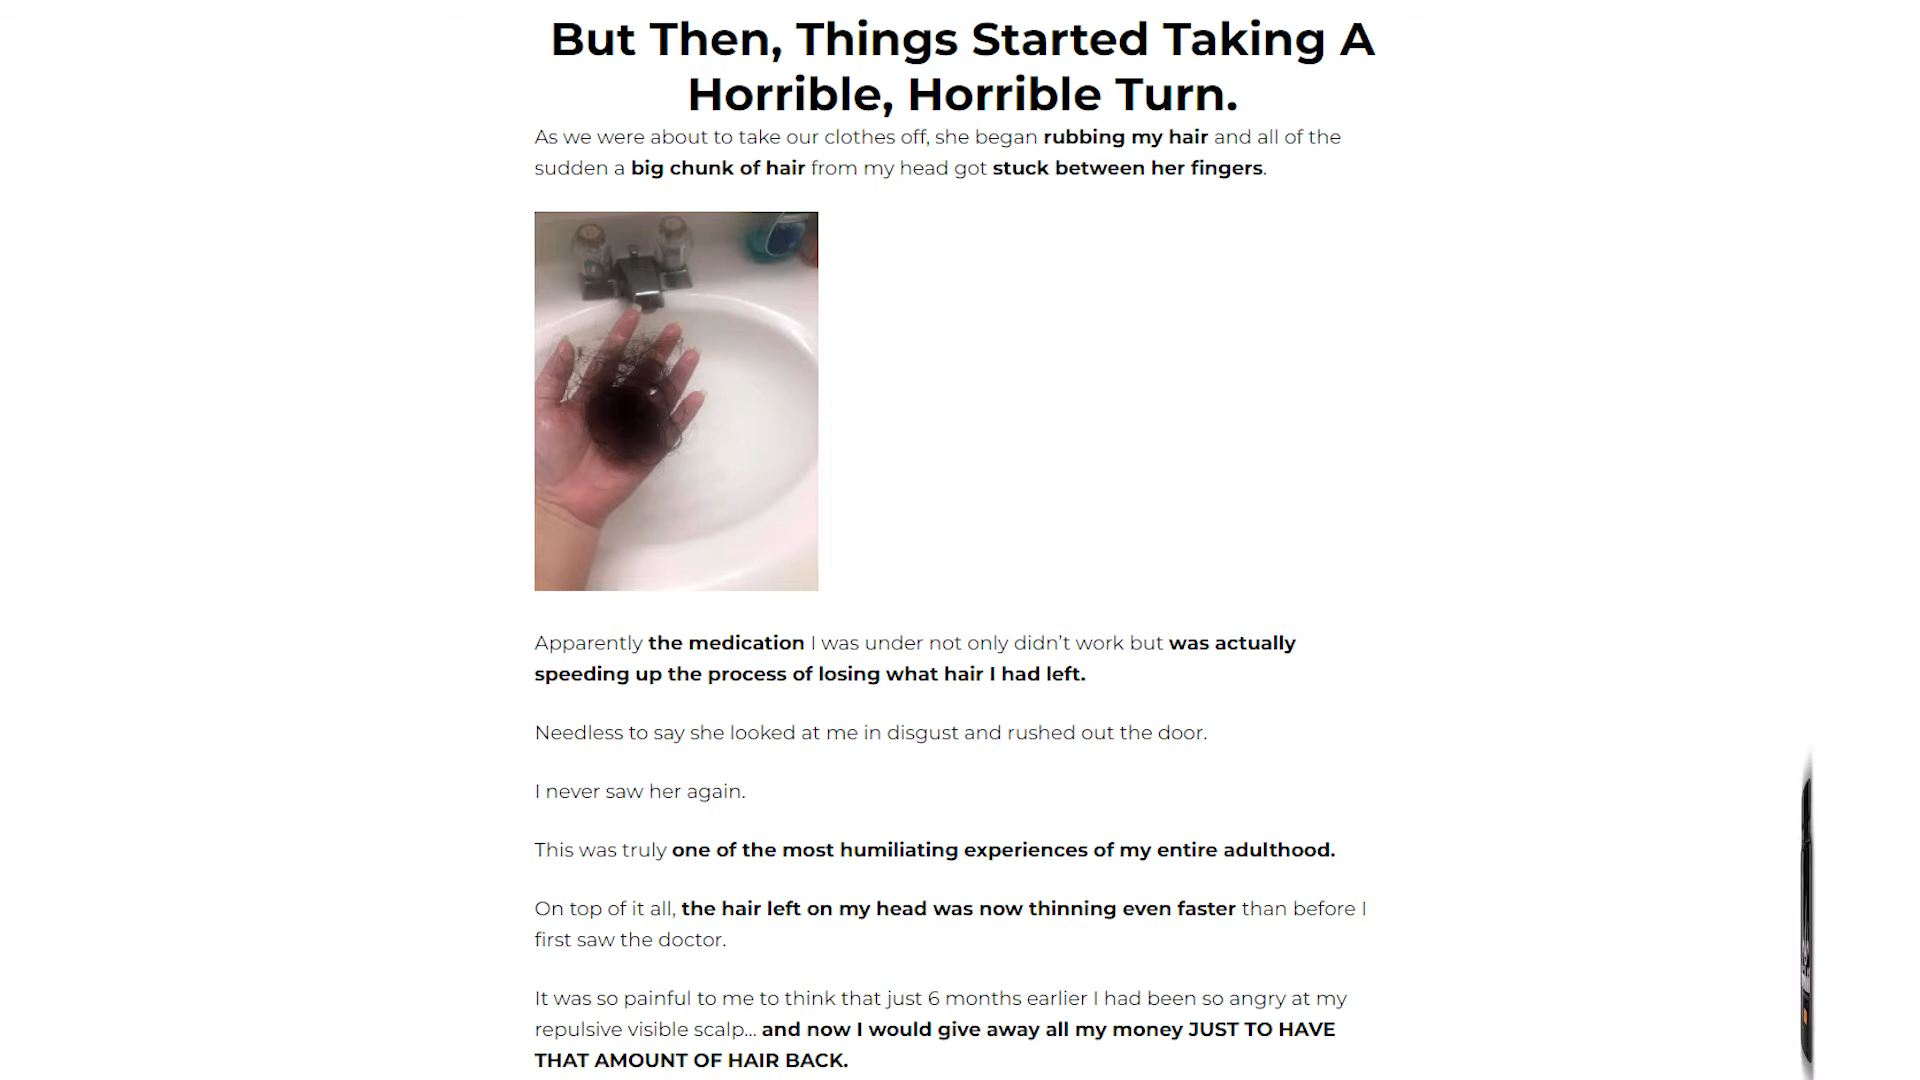 But Then, Things Started Taking A
Horrible, Horrible Turn.
As we were about to take our clothes off, she began rubbing my hair and all of the
sudden a big chunk of hair from my head got stuck between her fingers.
Apparently the medication I was under not only didn’t work but was actually
speeding up the process of losing what hair I had left.
Needless to say she looked at me in disgust and rushed out the door.
I never saw her again.
This was truly one of the most humiliating experiences of my entire adulthood.
On top of it all, the hair left on my head was now thinning even faster than before I
first saw the doctor.
It was so painful to me to think that just 6 months earlier I had been so angry at my
repulsive visible scalp... and now I would give away all my money JUST TO HAVE
THAT AMOUNT OF HAIR BACK.